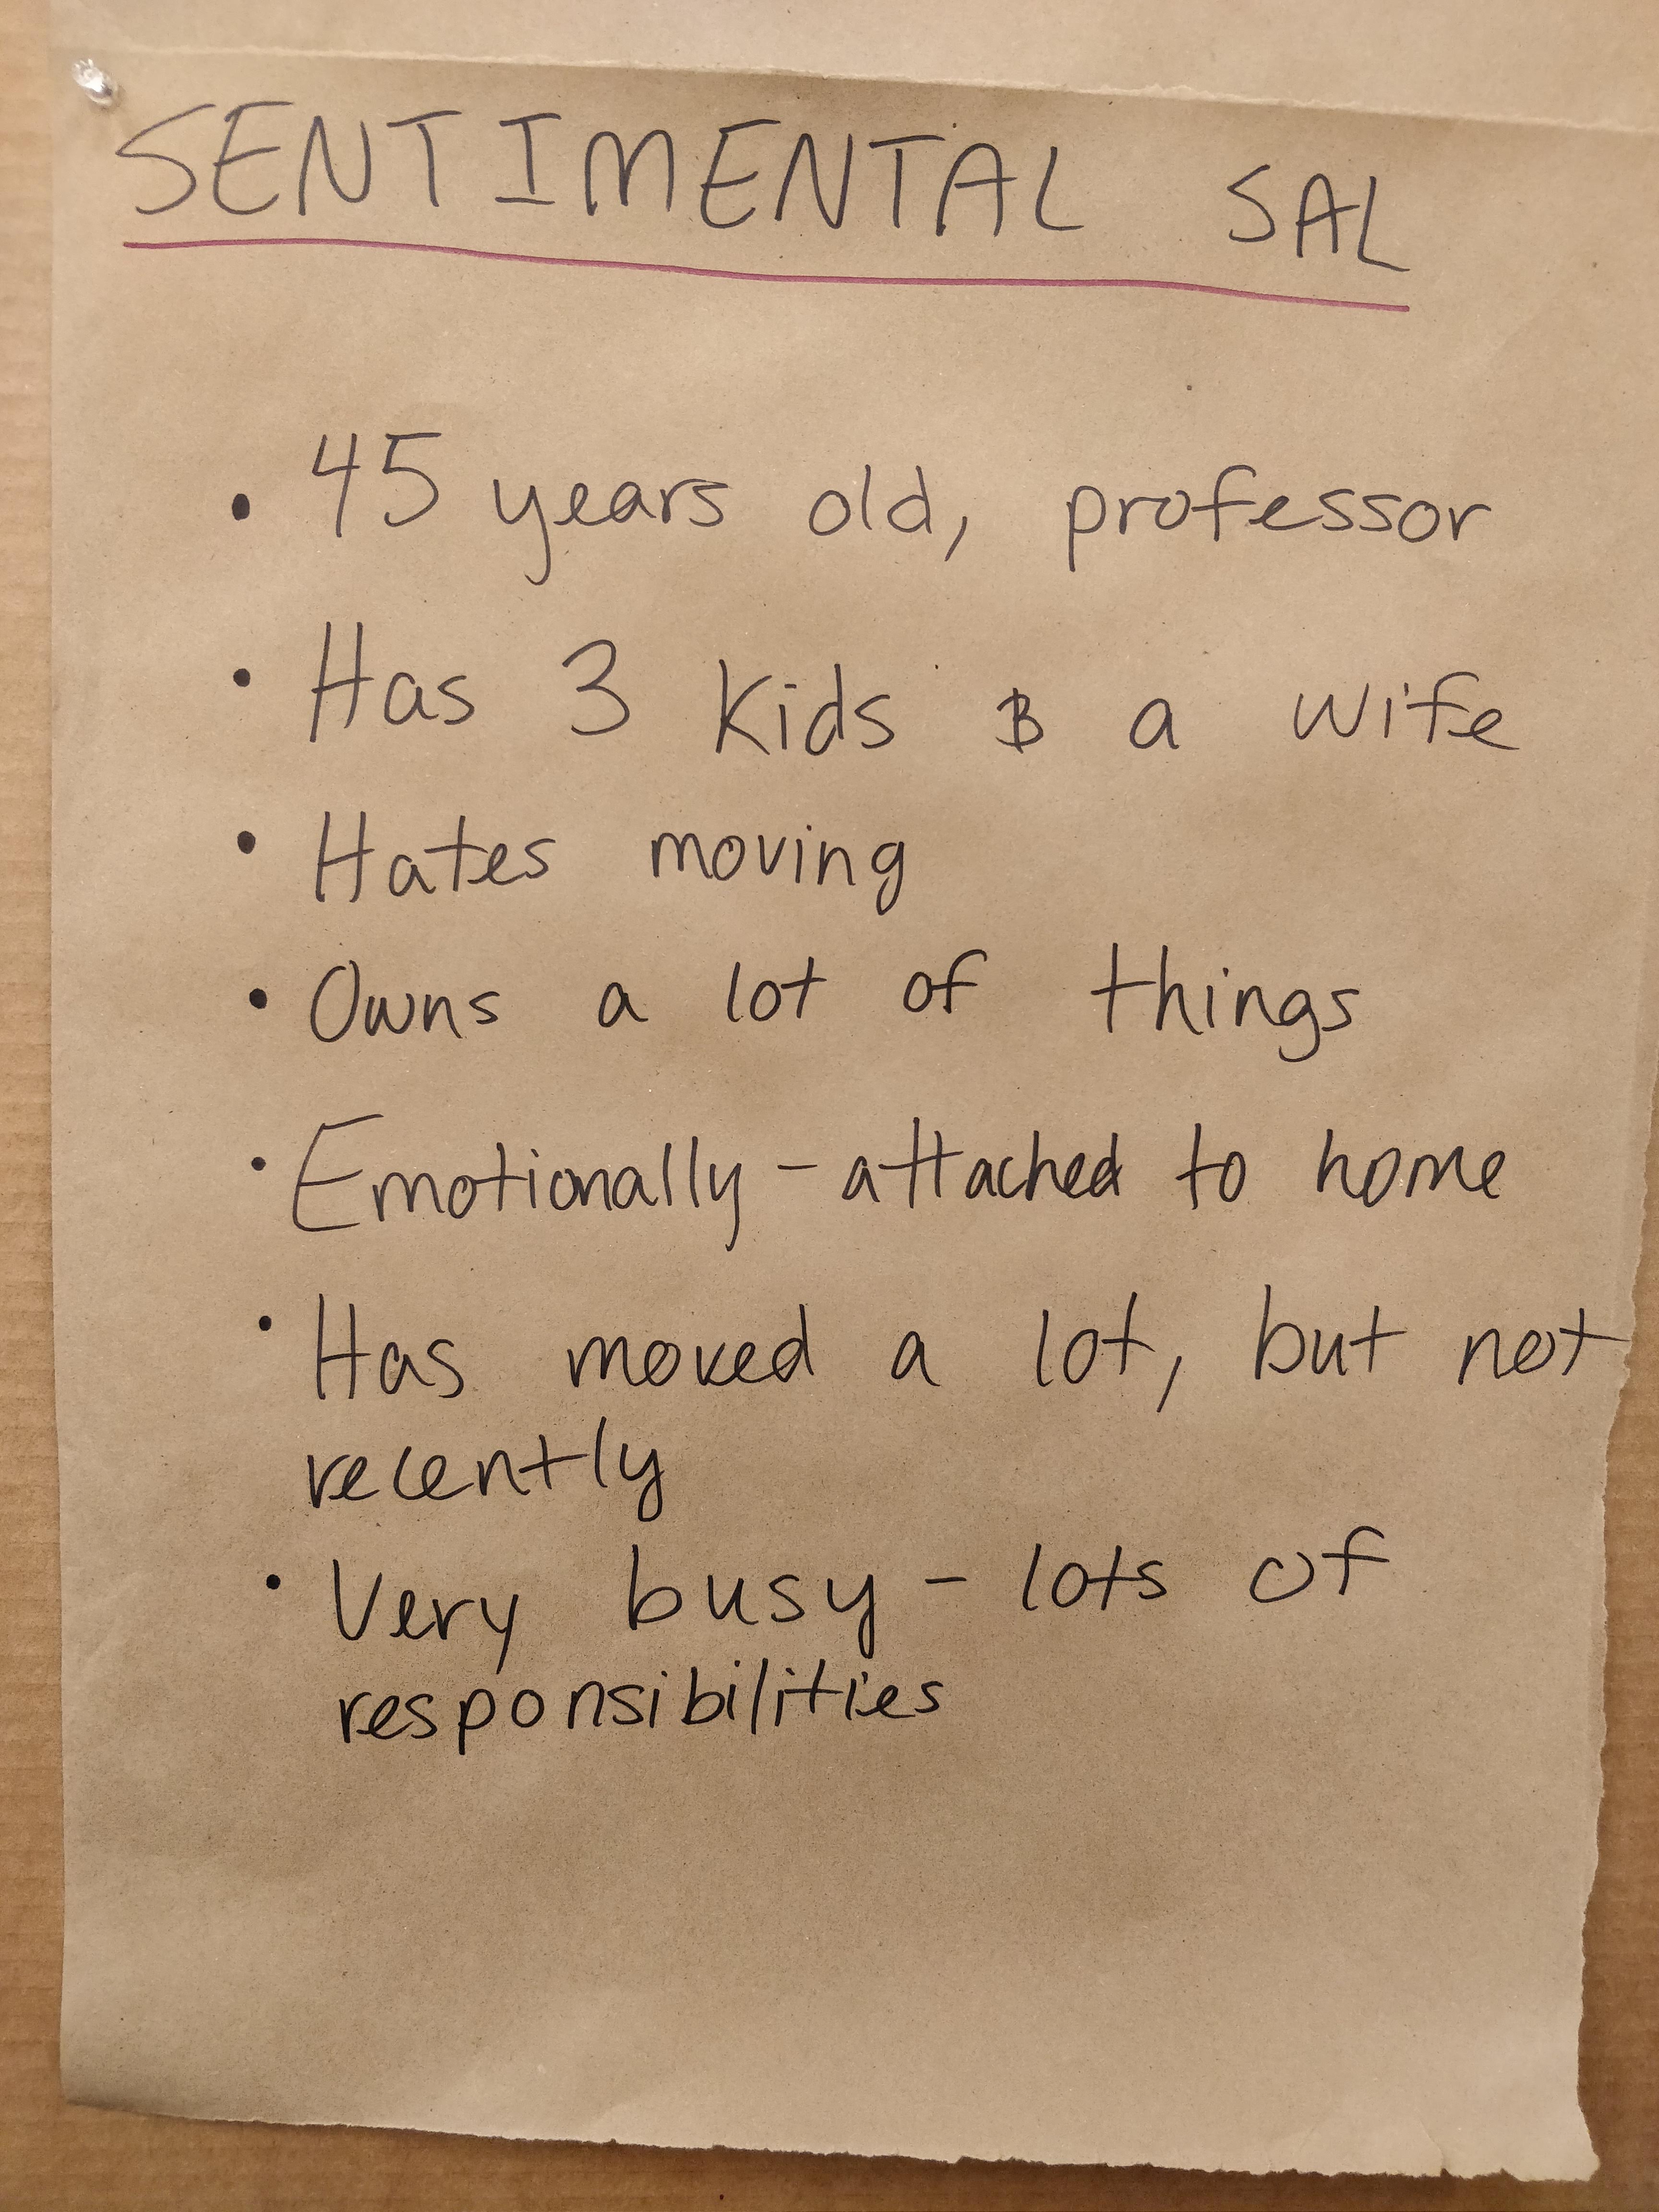 SENTIMENTAL SAL
• 45 years old, professor
• Has 3 kids & a wife
• Hates moving
• Owns a lot of things
• Emotionally-attached to home
• Has moved a lot, but not
recently
• Very busy - lots of
responsibilities